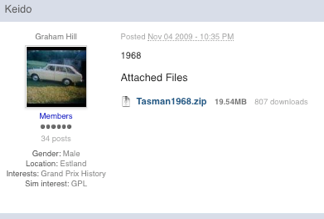 Keido
Graham Hill
Posted Nov 04 2009 - 10:35 PM
1968
Attached Files
Tasman1968.zip 19.54MB 807 downloads
Members
34 posts
Gender: Male
Location: Estland
Interests: Grand Prix History
Sim interest: GPL